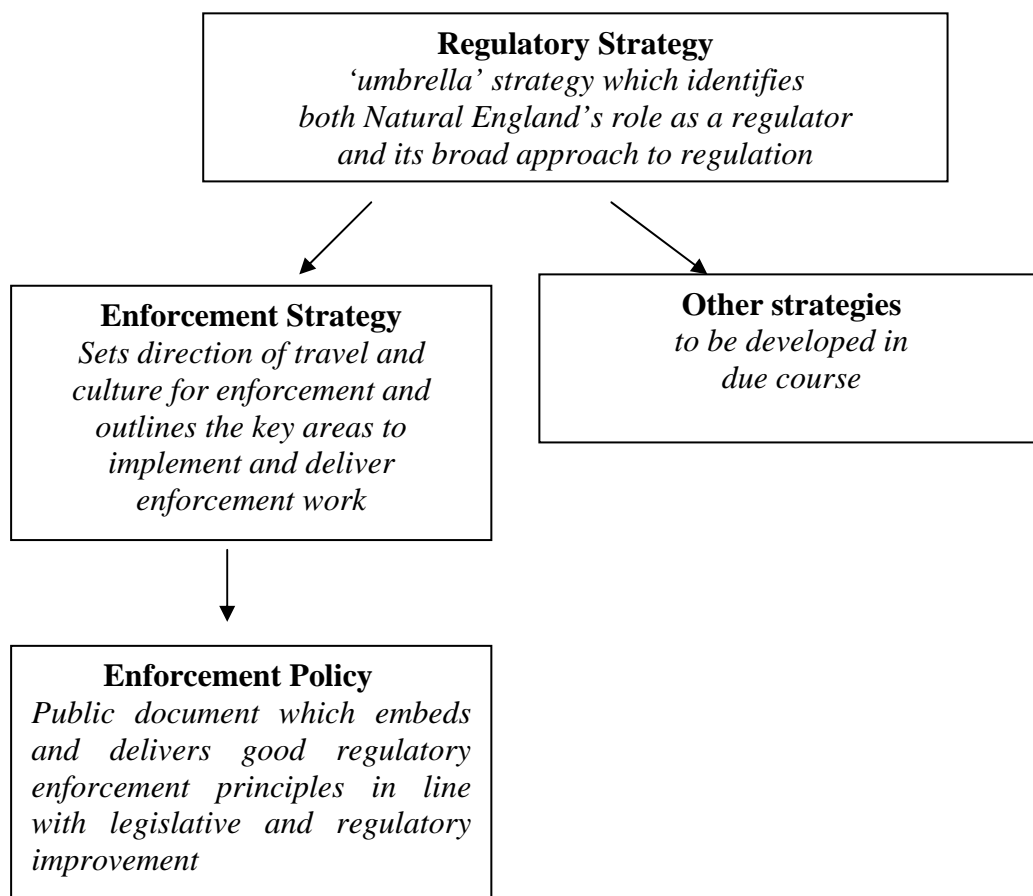 Regulatory Strategy
‘umbrella’ strategy which identifies
both Natural England’s role as a regulator
and its broad approach to regulation
Enforcement Strategy
Sets direction of travel and
culture for enforcement and
outlines the key areas to
implement and deliver
enforcement work
Other strategies
to be developed in
due course
Enforcement Policy
Public document which embeds
and delivers good regulatory
enforcement principles in line
with legislative and regulatory
improvement